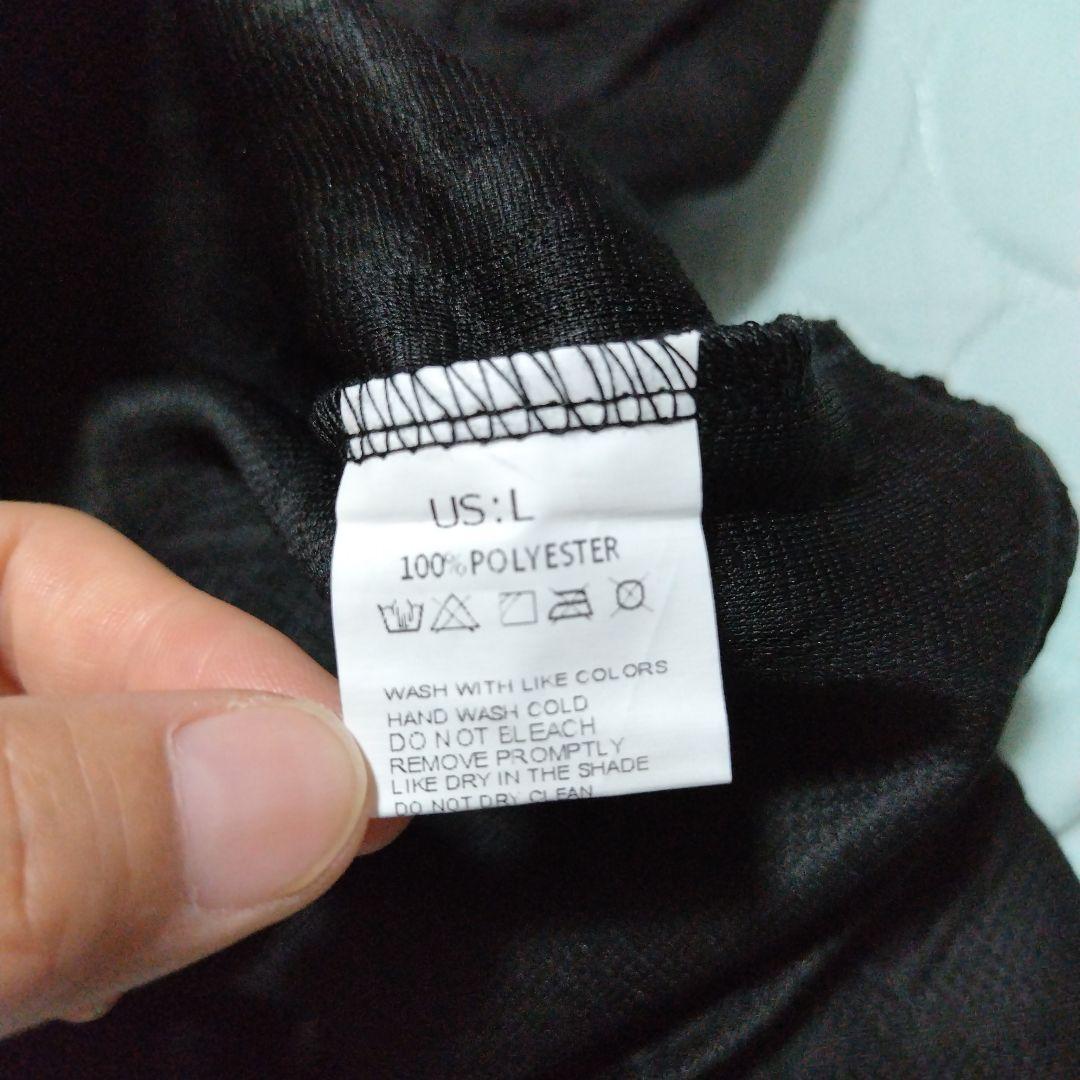 US:L
100%POLYESTER
WASH WITH LIKE COLORS
HAND WASH COLD
DO NOT BLEACH
REMOVE PROMPTLY
LIKE DRY IN THE SHADE
DO NOT DRY CLEAN